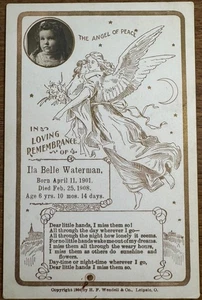 THE ANGEL OF PEACE
IN
LOVING
REMEMBRANCE
OF
Ila Belle Waterman,
Born April 11, 1901.
Died Feb. 25, 1908.
Age 6 yrs. 10 mos. 14 days.
Dear little hands, I miss them so!
All through the day wherever I go—
All through the night how lonely it seems.
For no little hands wake me out of my dreams.
I miss them all through the weary hours,
I miss them as others do sunshine and
flowers.
Day-time or night-time wherever I go,
Dear little hands I miss them so.
Copyright by H. F. Wendell & Co., Leipsic, O.